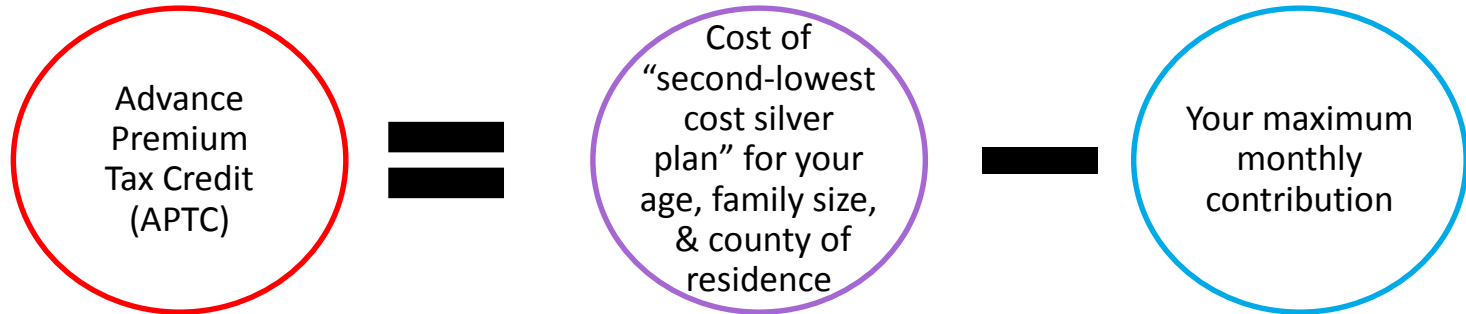 Advance
Premium
Tax Credit
(APTC)
Cost of
“second-lowest
cost silver
plan” for your
age, family size,
& county of
residence
Your maximum
monthly
contribution